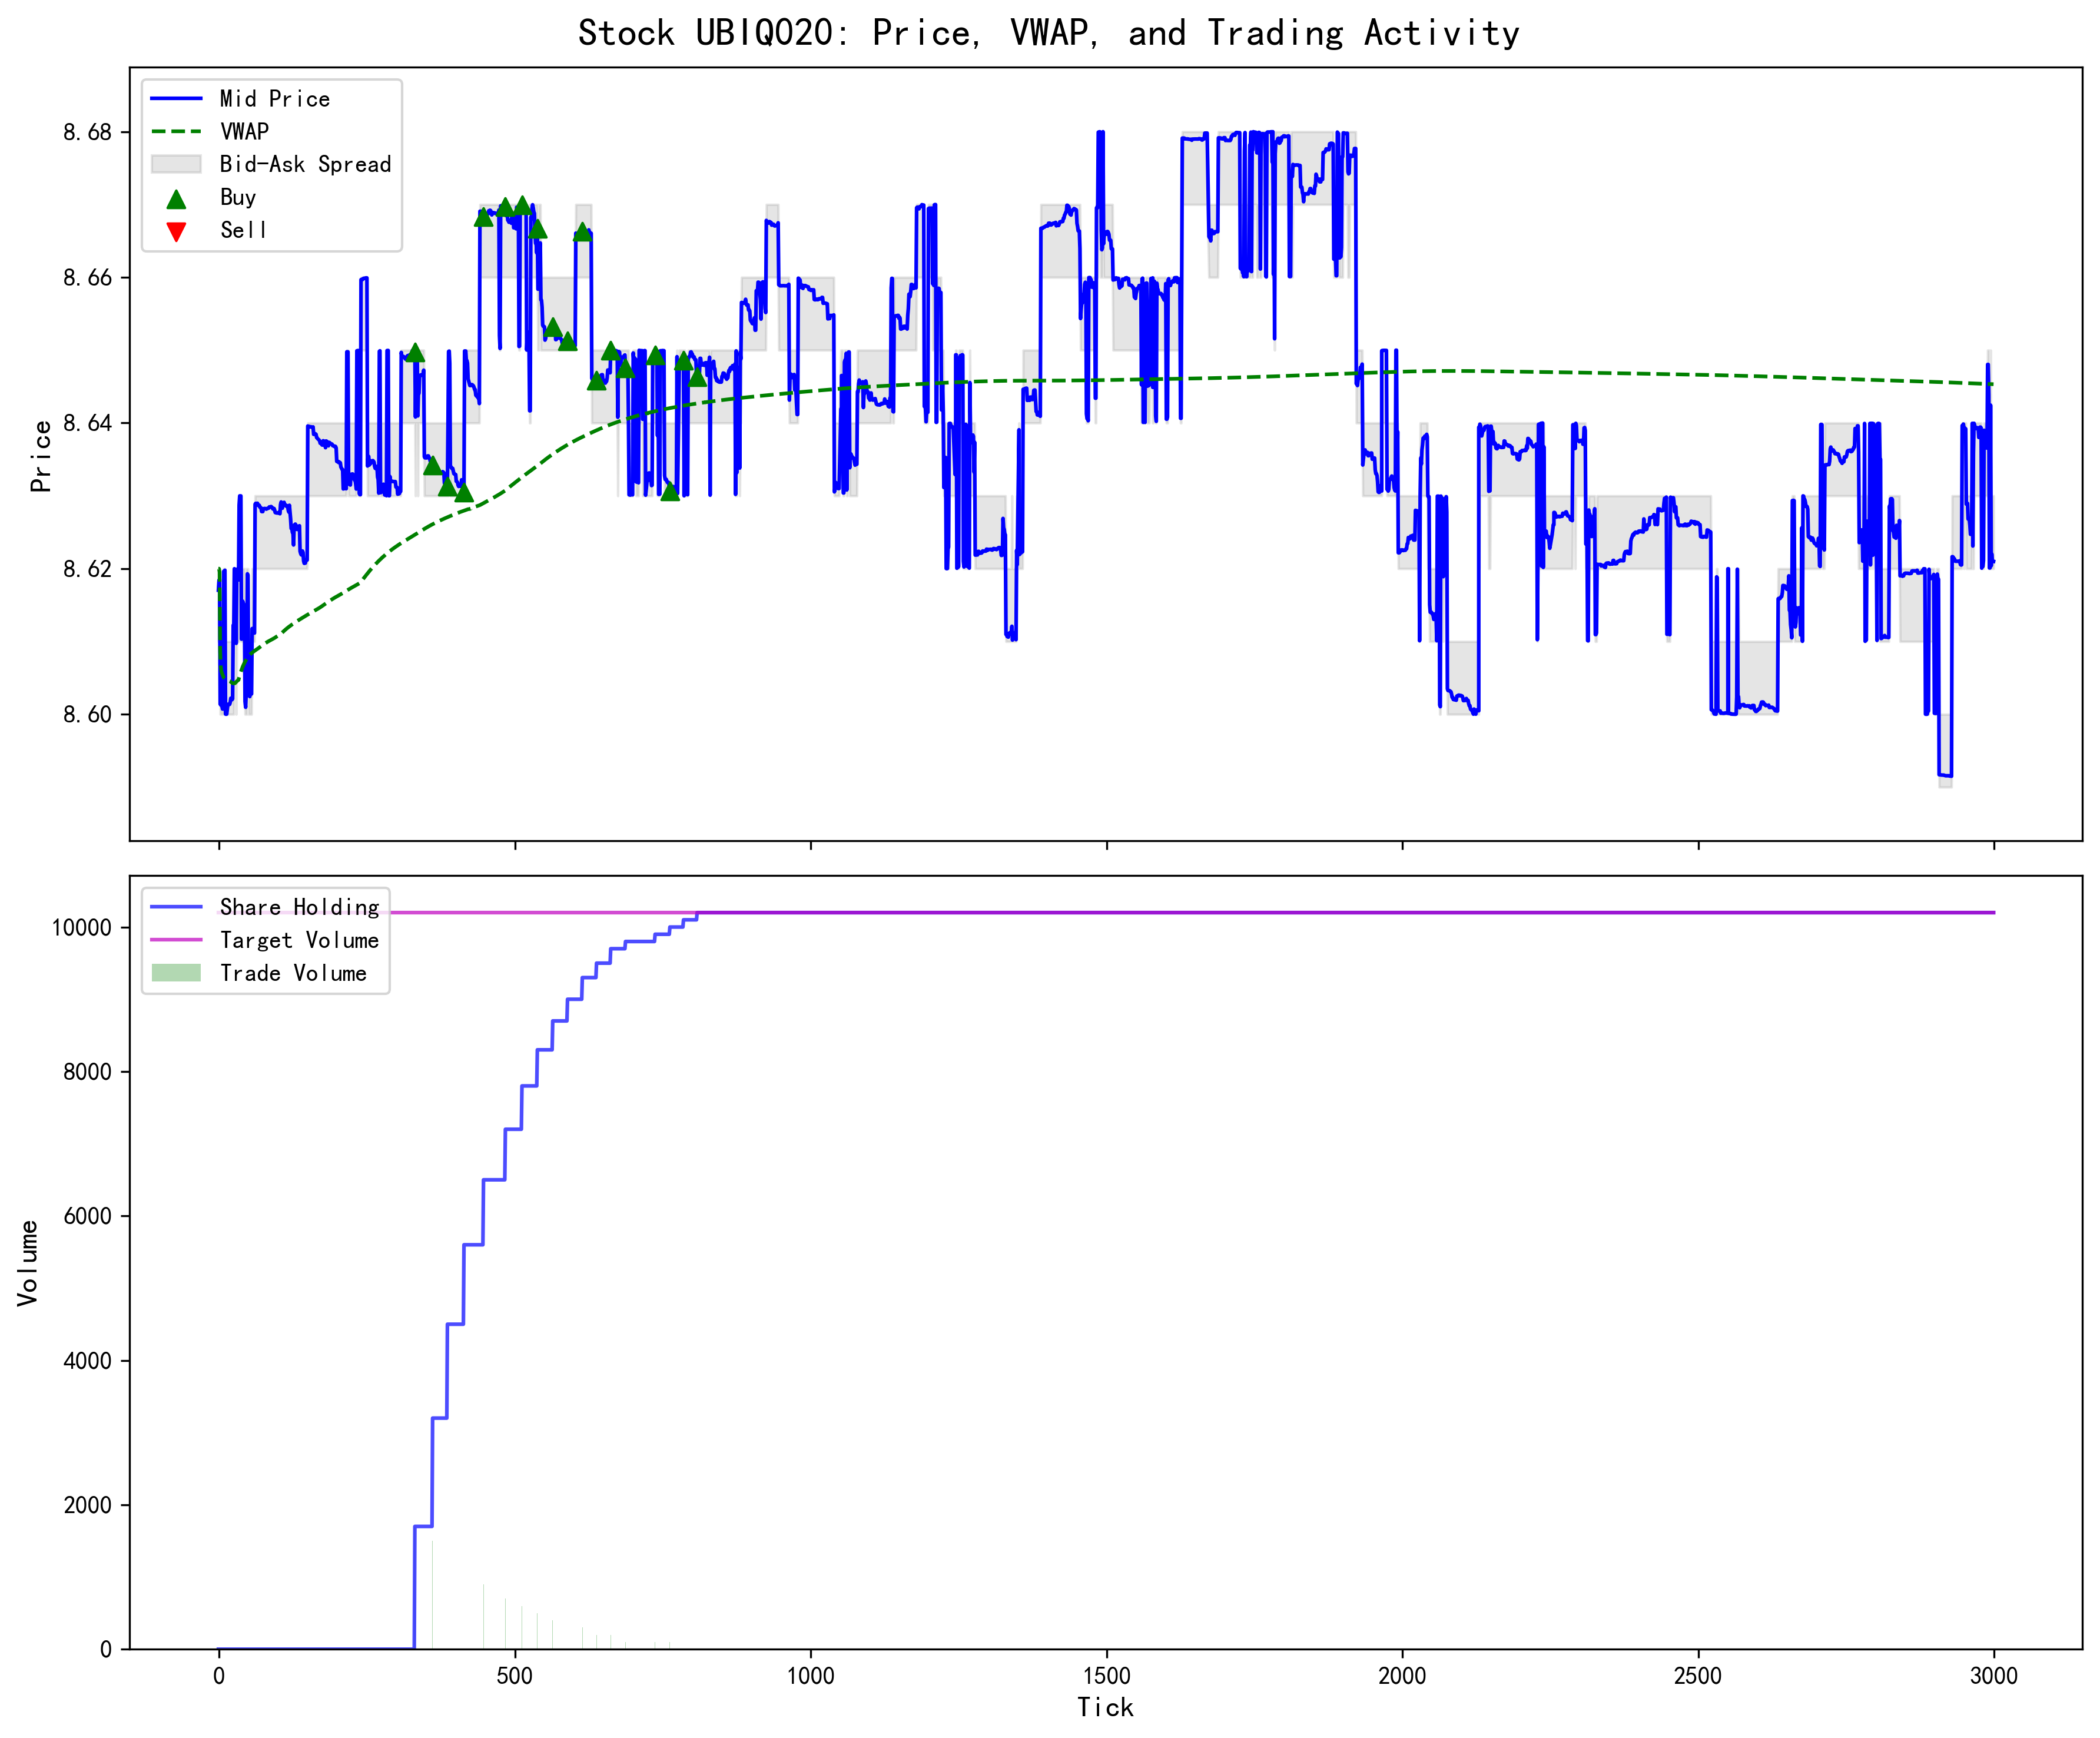 Stock UBIQ020: Price, VWAP, and Trading Activity
Mid Price
VWAP
Bid-Ask Spread
Buy
Sell
8.68
8.66
8.64
8.62
8.60
Price
Share Holding
Target Volume
Trade Volume
10000
8000
6000
4000
2000
0
Volume
0 500 1000 1500 2000 2500 3000
Tick